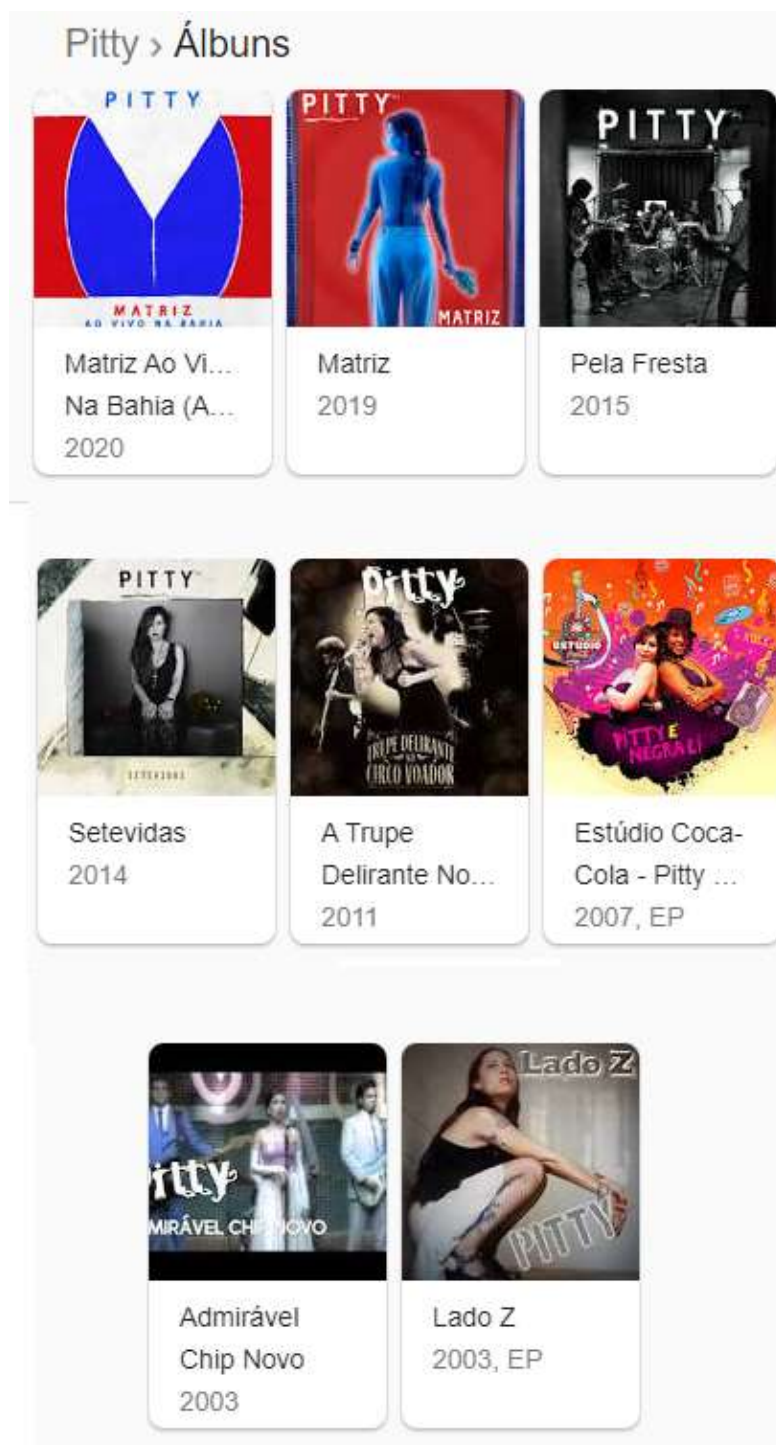 Pitty › Álbuns
PITTY
MATRIZ
AO VIVO NA BAHIA
PITTY
MATRIZ
PITTY
Matriz Ao Vi...
Na Bahia (A...
2020
Matriz
2019
Pela Fresta
2015
PITTY
SETEVIDAS
Pitty
TRUPE DELIRANTE
NO
CIRCO VOADOR
ESTÚDIO
PITTY E
NEGRA LI
Setevidas
2014
A Trupe
Delirante No...
2011
Estúdio Coca-
Cola - Pitty ...
2007, EP
itty
MIRÁVEL CHIP NOVO
Lado Z
PITTY
Admirável
Chip Novo
2003
Lado Z
2003, EP